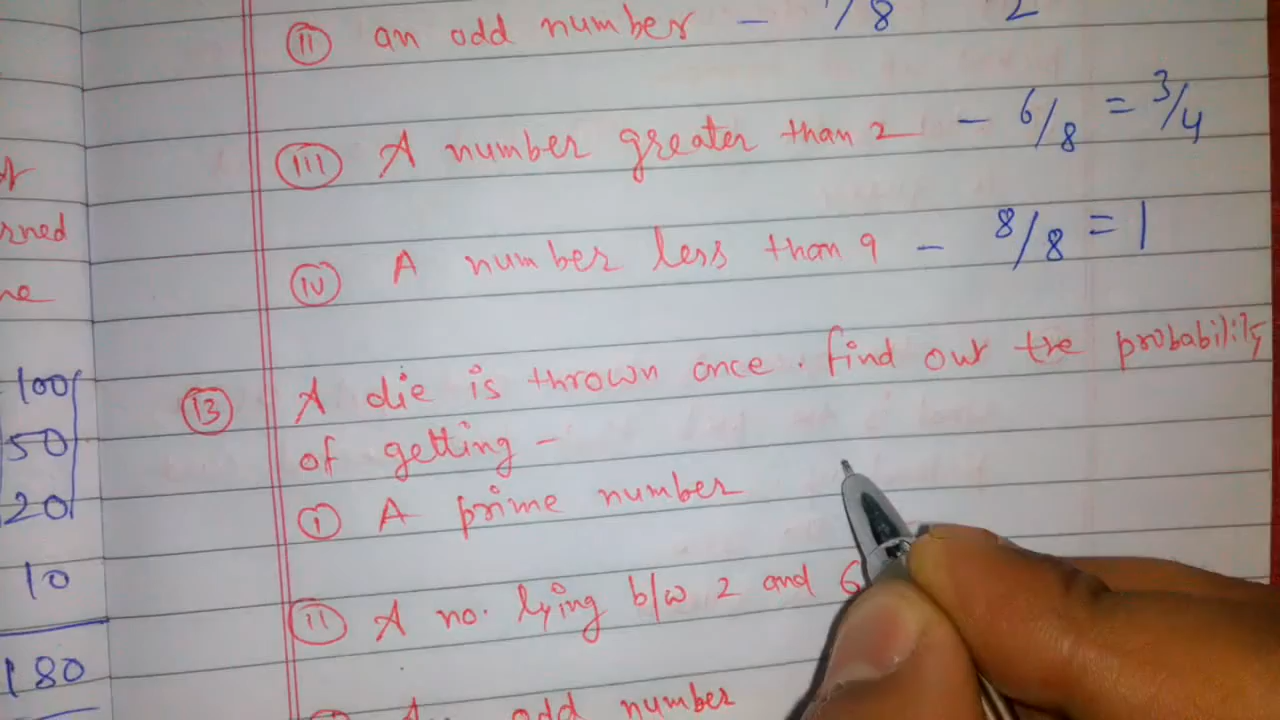 (ii) an odd number - /8 2
(iii) A number greater than 2 - 6/8 = 3/4
(iv) A number less than 9 - 8/8 = 1
rned
(13) A die is thrown once. find out the probability
100
of getting -
50
(i) A prime number
20
(ii) A no. lying b/w 2 and 6
10
180
odd number